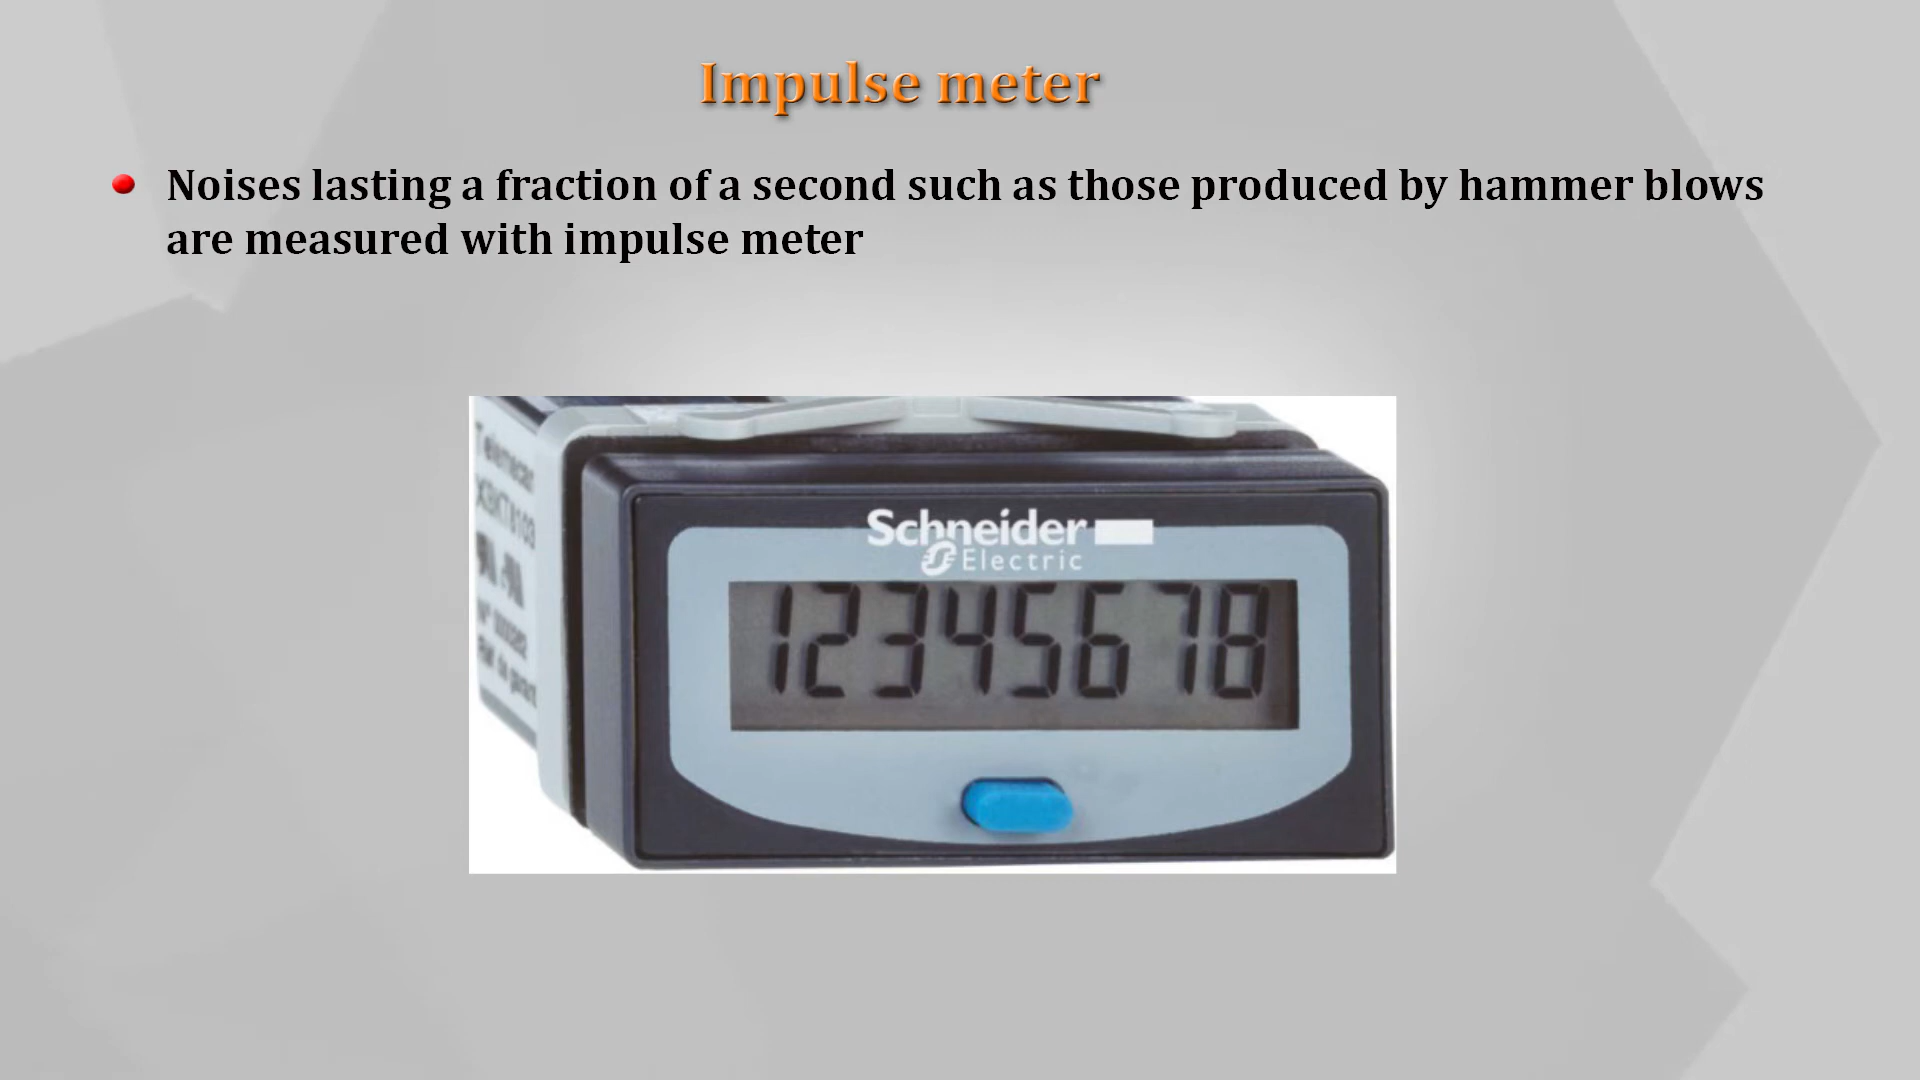 Impulse meter
Noises lasting a fraction of a second such as those produced by hammer blows
are measured with impulse meter
Schneider
Electric
12345678
XBKT8103